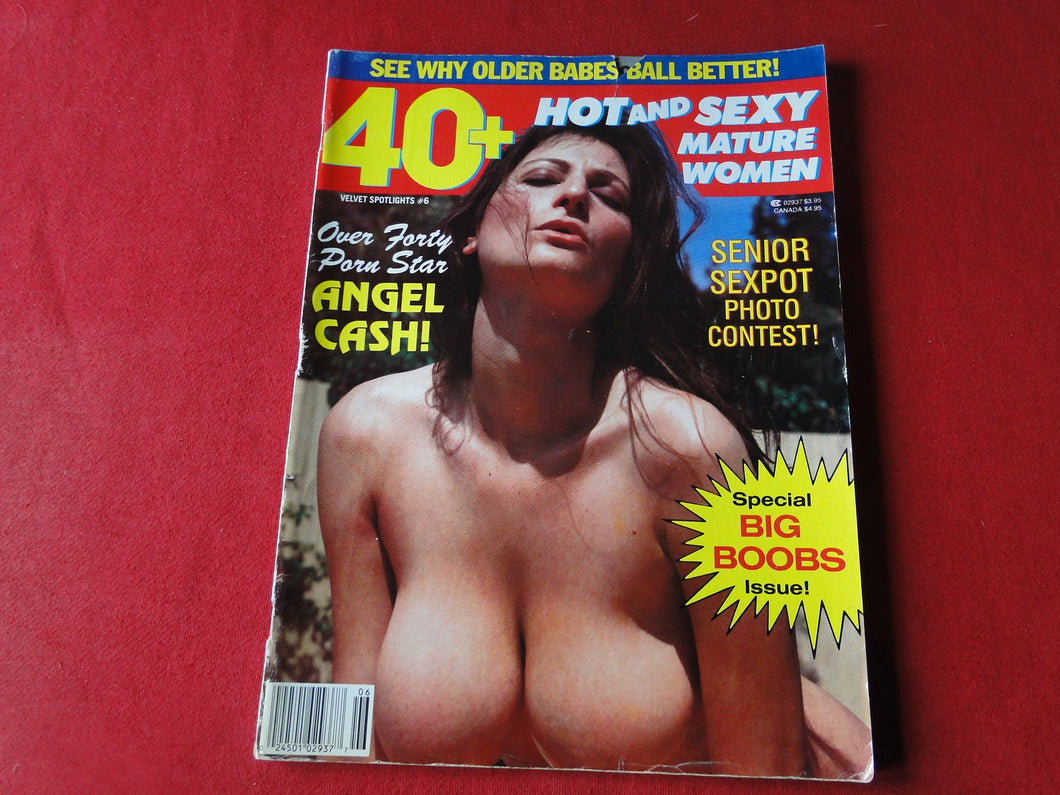 SEE WHY OLDER BABES BALL BETTER!
40+
HOT AND SEXY
MATURE
WOMEN
VELVET SPOTLIGHTS #6
02937 $3.95
CANADA $4.95
Over Forty
Porn Star
ANGEL
CASH!
SENIOR
SEXPOT
PHOTO
CONTEST!
Special
BIG
BOOBS
Issue!
06
0 24501 02937 7